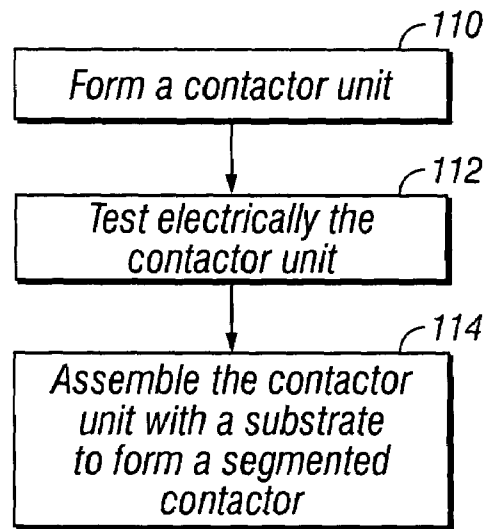 110
Form a contactor unit
112
Test electrically the
contactor unit
114
Assemble the contactor
unit with a substrate
to form a segmented
contactor